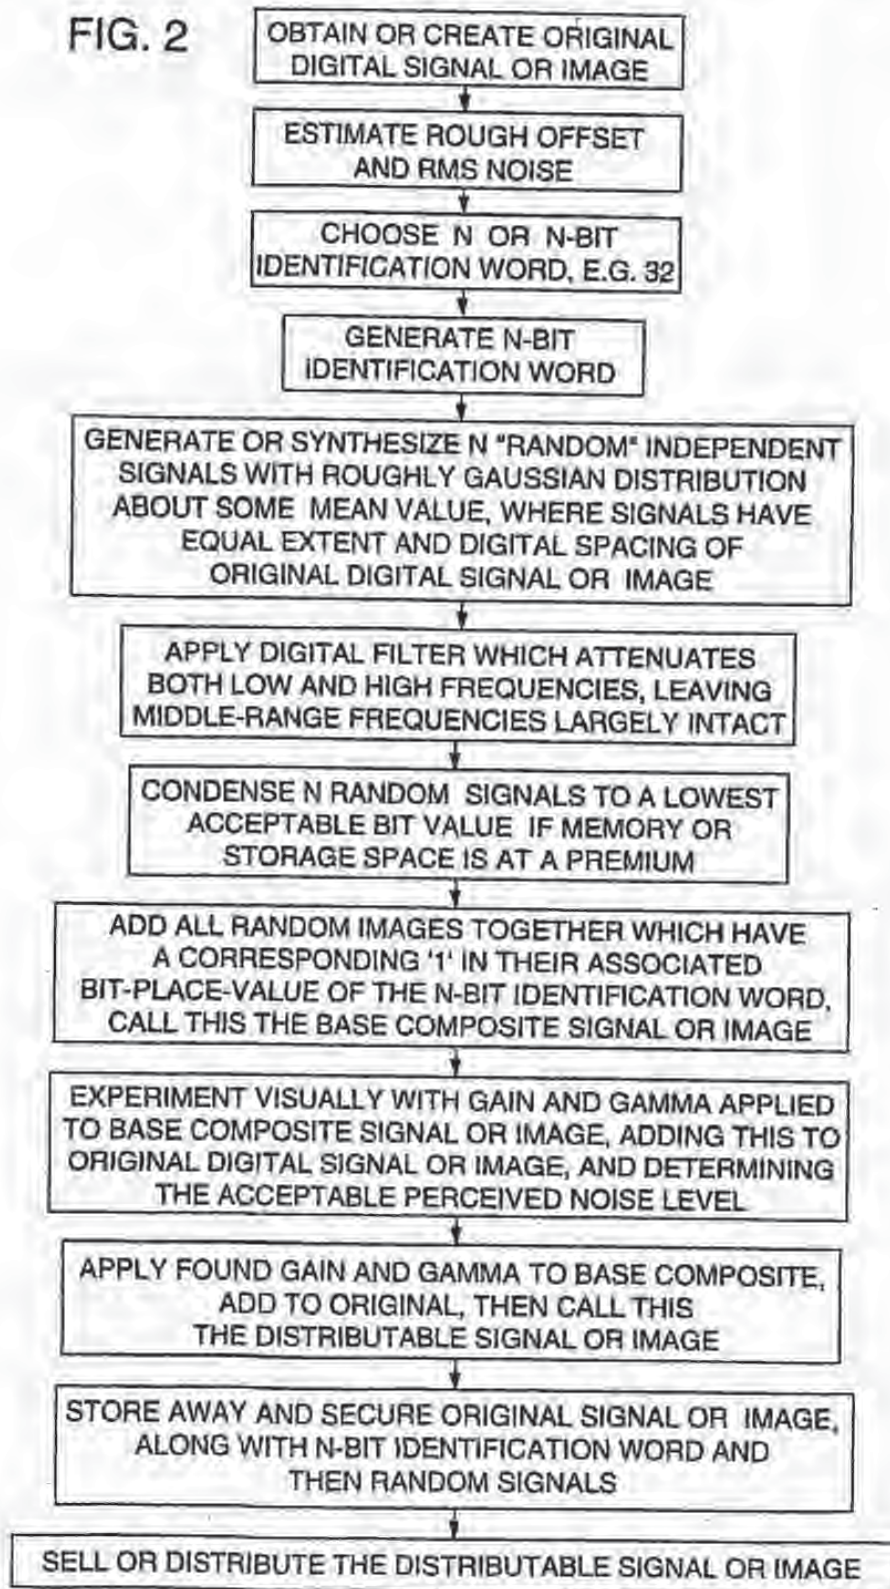 FIG. 2
OBTAIN OR CREATE ORIGINAL
DIGITAL SIGNAL OR IMAGE
ESTIMATE ROUGH OFFSET
AND RMS NOISE
CHOOSE N OR N-BIT
IDENTIFICATION WORD, E.G. 32
GENERATE N-BIT
IDENTIFICATION WORD
GENERATE OR SYNTHESIZE N "RANDOM" INDEPENDENT
SIGNALS WITH ROUGHLY GAUSSIAN DISTRIBUTION
ABOUT SOME MEAN VALUE, WHERE SIGNALS HAVE
EQUAL EXTENT AND DIGITAL SPACING OF
ORIGINAL DIGITAL SIGNAL OR IMAGE
APPLY DIGITAL FILTER WHICH ATTENUATES
BOTH LOW AND HIGH FREQUENCIES, LEAVING
MIDDLE-RANGE FREQUENCIES LARGELY INTACT
CONDENSE N RANDOM SIGNALS TO A LOWEST
ACCEPTABLE BIT VALUE IF MEMORY OR
STORAGE SPACE IS AT A PREMIUM
ADD ALL RANDOM IMAGES TOGETHER WHICH HAVE
A CORRESPONDING '1' IN THEIR ASSOCIATED
BIT-PLACE-VALUE OF THE N-BIT IDENTIFICATION WORD,
CALL THIS THE BASE COMPOSITE SIGNAL OR IMAGE
EXPERIMENT VISUALLY WITH GAIN AND GAMMA APPLIED
TO BASE COMPOSITE SIGNAL OR IMAGE, ADDING THIS TO
ORIGINAL DIGITAL SIGNAL OR IMAGE, AND DETERMINING
THE ACCEPTABLE PERCEIVED NOISE LEVEL
APPLY FOUND GAIN AND GAMMA TO BASE COMPOSITE,
ADD TO ORIGINAL, THEN CALL THIS
THE DISTRIBUTABLE SIGNAL OR IMAGE
STORE AWAY AND SECURE ORIGINAL SIGNAL OR IMAGE,
ALONG WITH N-BIT IDENTIFICATION WORD AND
THEN RANDOM SIGNALS
SELL OR DISTRIBUTE THE DISTRIBUTABLE SIGNAL OR IMAGE